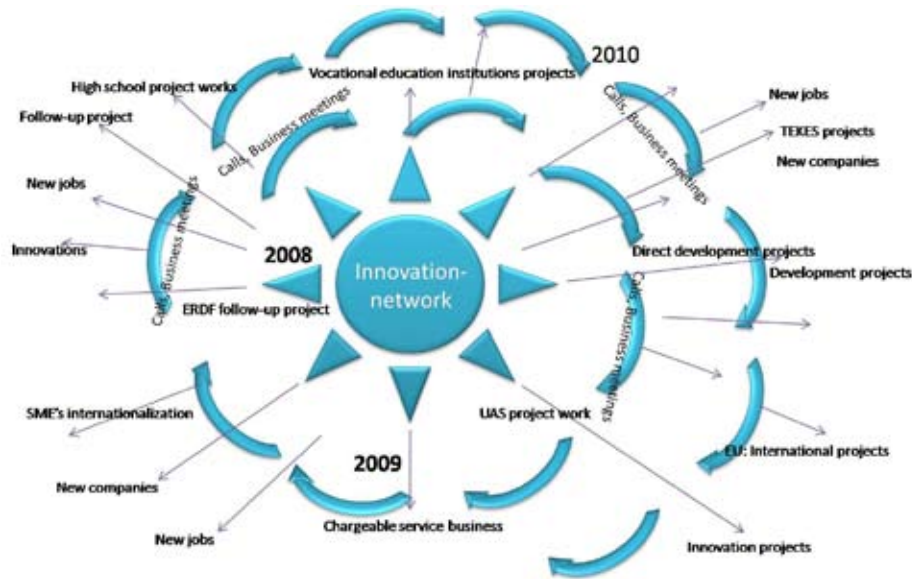 2010
Vocational education institutions projects
High school project works
Calls, Business meetings
Follow-up project
Calls, Business meetings
New jobs
TEKES projects
New companies
New jobs
Calls, Business meetings
Innovations
2008
Innovation-
network
Direct development projects
Development projects
ERDF follow-up project
Calls, Business meetings
SME's internationalization
UAS project work
EU: International projects
2009
New companies
Chargeable service business
New jobs
Innovation projects